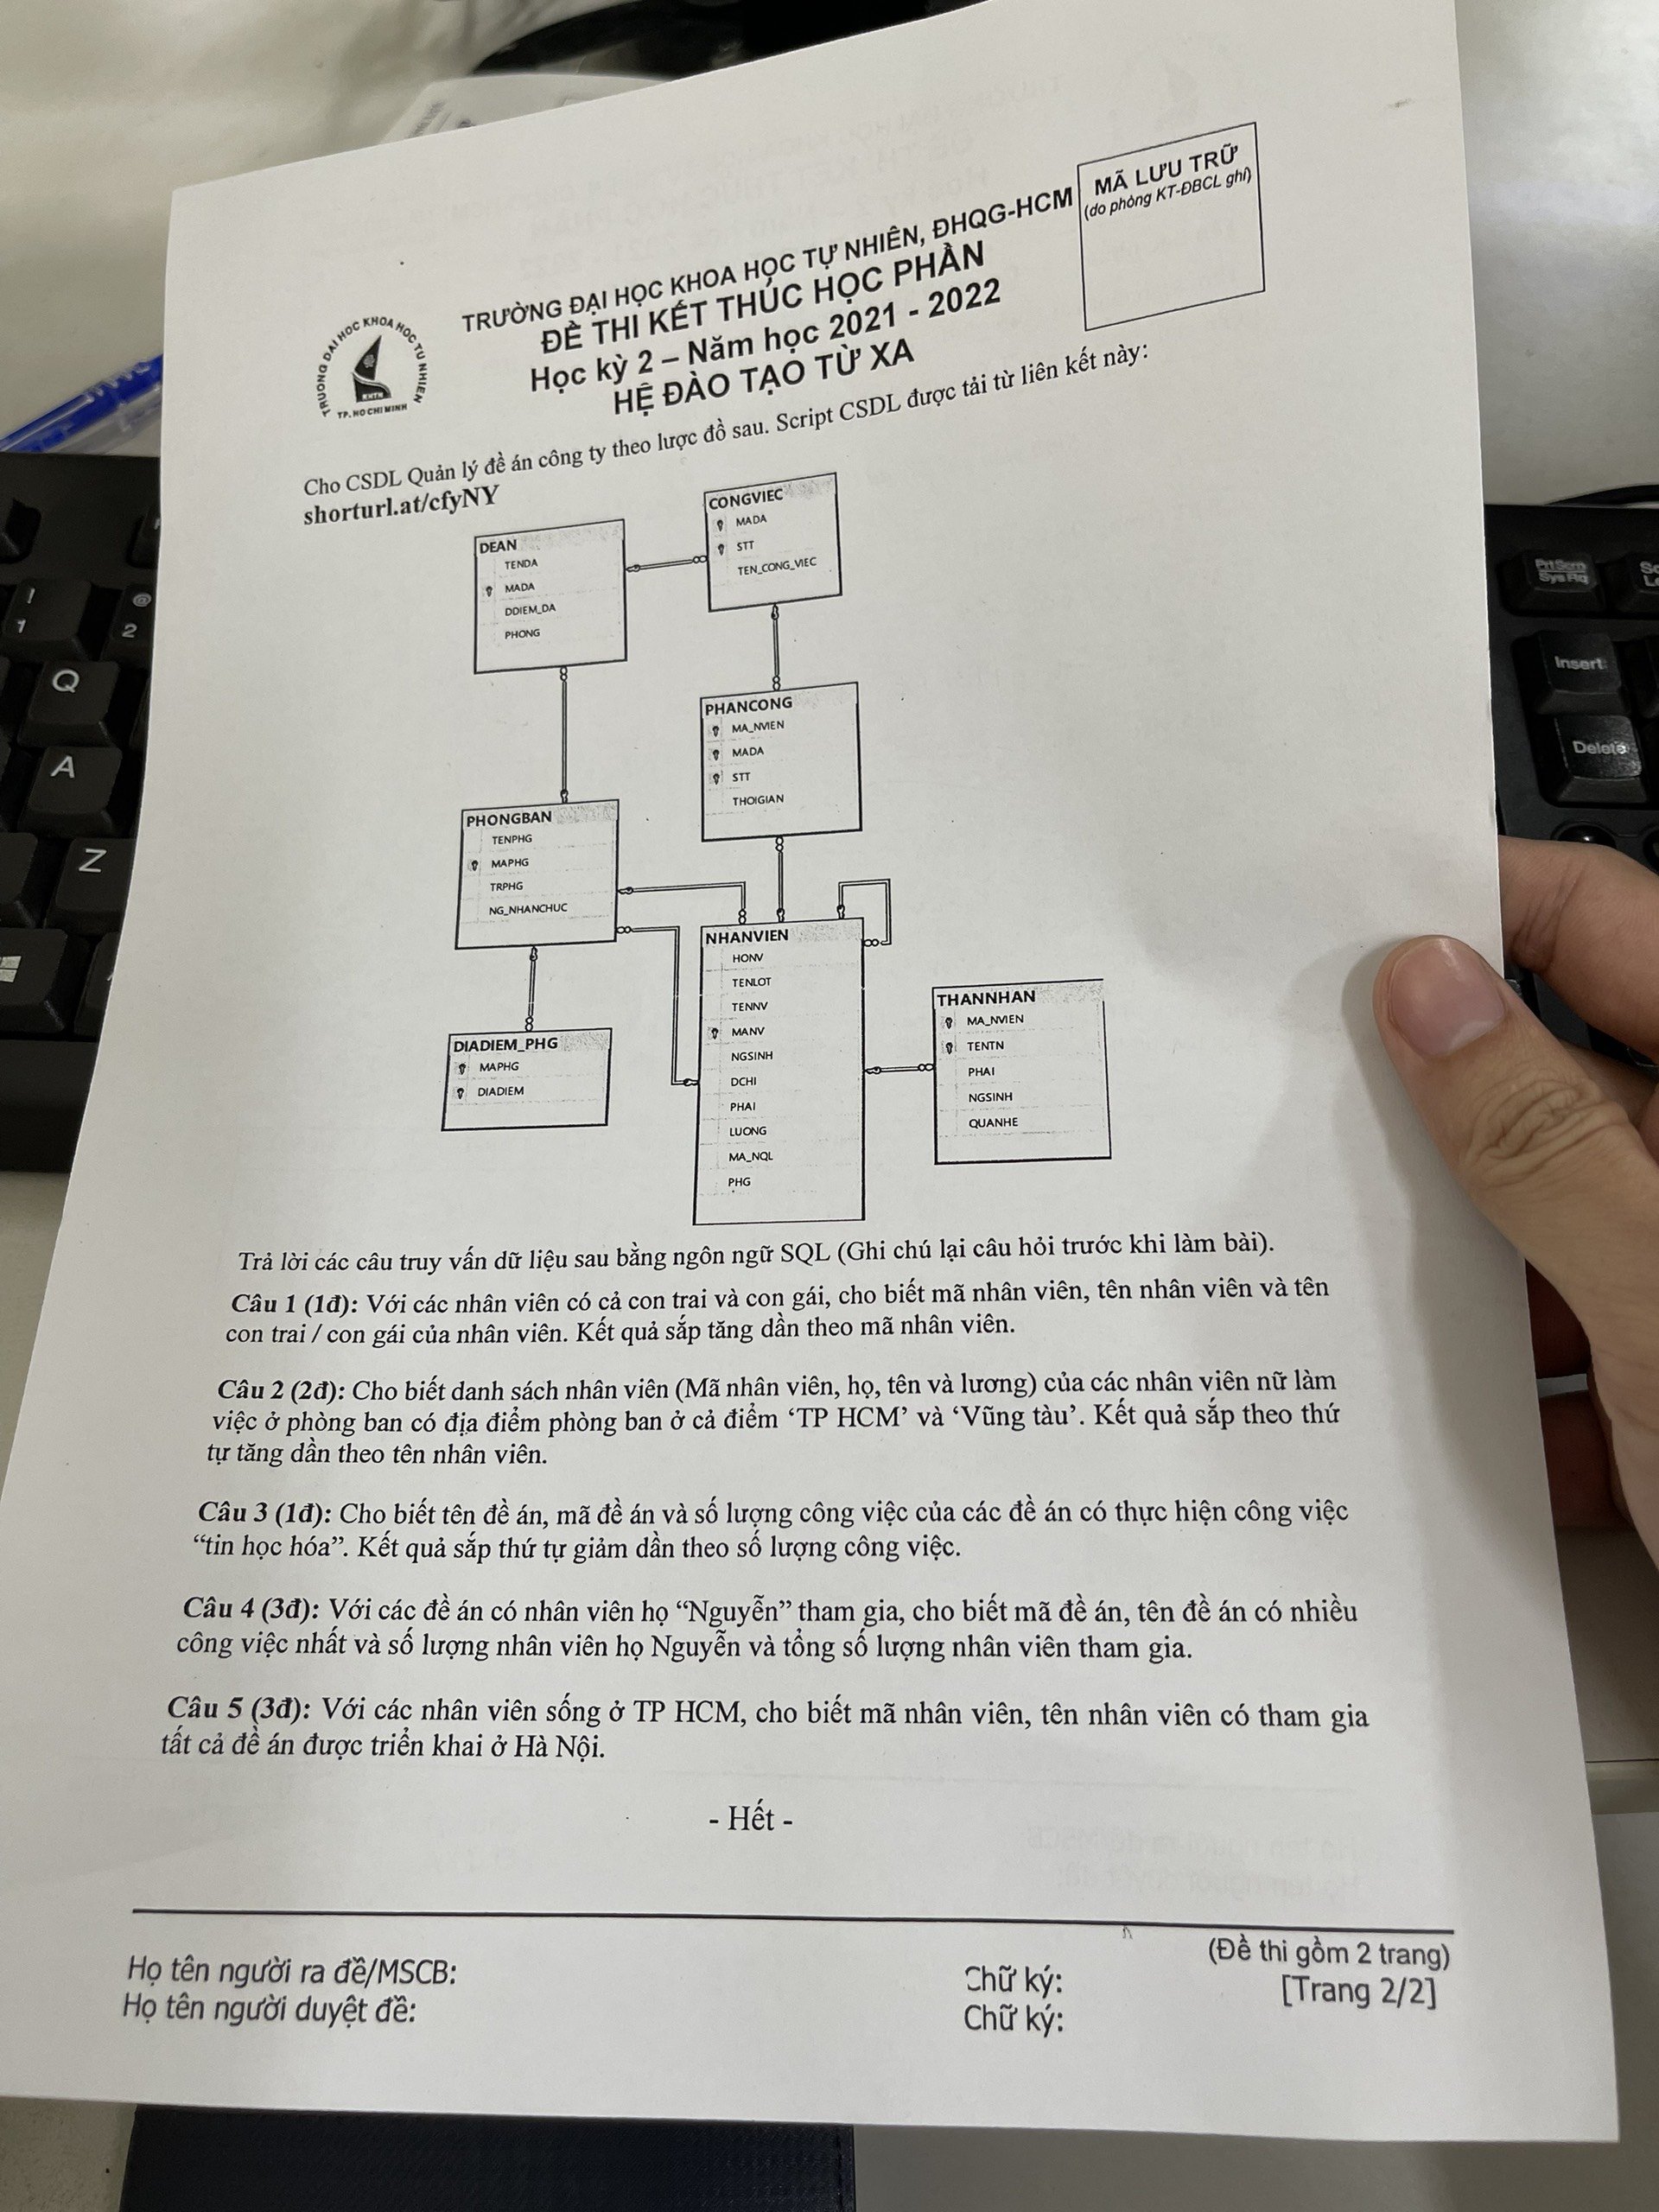 MÃ LƯU TRỮ
(do phòng KT-ĐBCL ghi)
TRƯỜNG ĐẠI HỌC KHOA HỌC TỰ NHIÊN, ĐHQG-HCM
ĐỀ THI KẾT THÚC HỌC PHẦN
Học kỳ 2 – Năm học 2021 - 2022
HỆ ĐÀO TẠO TỪ XA
TRUONG DAI HOC KHOA HOC TU NHIEN
KHTN
TP. HO CHI MINH
Cho CSDL Quản lý đề án công ty theo lược đồ sau. Script CSDL được tải từ liên kết này:
shorturl.at/cfyNY
DEAN
TENDA
MADA
DDIEM_DA
PHONG
CONGVIEC
MADA
STT
TEN_CONG_VIEC
PHANCONG
MA_NVIEN
MADA
STT
THOIGIAN
PHONGBAN
TENPHG
MAPHG
TRPHG
NG_NHANCHUC
NHANVIEN
HONV
TENLOT
TENNV
MANV
NGSINH
DCHI
PHAI
LUONG
MA_NQL
PHG
THANNHAN
MA_NVIEN
TENTN
PHAI
NGSINH
QUANHE
DIADIEM_PHG
MAPHG
DIADIEM
Trả lời các câu truy vấn dữ liệu sau bằng ngôn ngữ SQL (Ghi chú lại câu hỏi trước khi làm bài).
Câu 1 (1đ): Với các nhân viên có cả con trai và con gái, cho biết mã nhân viên, tên nhân viên và tên
con trai / con gái của nhân viên. Kết quả sắp tăng dần theo mã nhân viên.
Câu 2 (2đ): Cho biết danh sách nhân viên (Mã nhân viên, họ, tên và lương) của các nhân viên nữ làm
việc ở phòng ban có địa điểm phòng ban ở cả điểm ‘TP HCM’ và ‘Vũng tàu’. Kết quả sắp theo thứ
tự tăng dần theo tên nhân viên.
Câu 3 (1đ): Cho biết tên đề án, mã đề án và số lượng công việc của các đề án có thực hiện công việc
“tin học hóa”. Kết quả sắp thứ tự giảm dần theo số lượng công việc.
Câu 4 (3đ): Với các đề án có nhân viên họ “Nguyễn” tham gia, cho biết mã đề án, tên đề án có nhiều
công việc nhất và số lượng nhân viên họ Nguyễn và tổng số lượng nhân viên tham gia.
Câu 5 (3đ): Với các nhân viên sống ở TP HCM, cho biết mã nhân viên, tên nhân viên có tham gia
tất cả đề án được triển khai ở Hà Nội.
- Hết -
(Đề thi gồm 2 trang)
Họ tên người ra đề/MSCB:
Chữ ký:
[Trang 2/2]
Họ tên người duyệt đề:
Chữ ký:
!
1
@
2
Q
A
Z
PrtScrn
SysRq
Insert
Delete